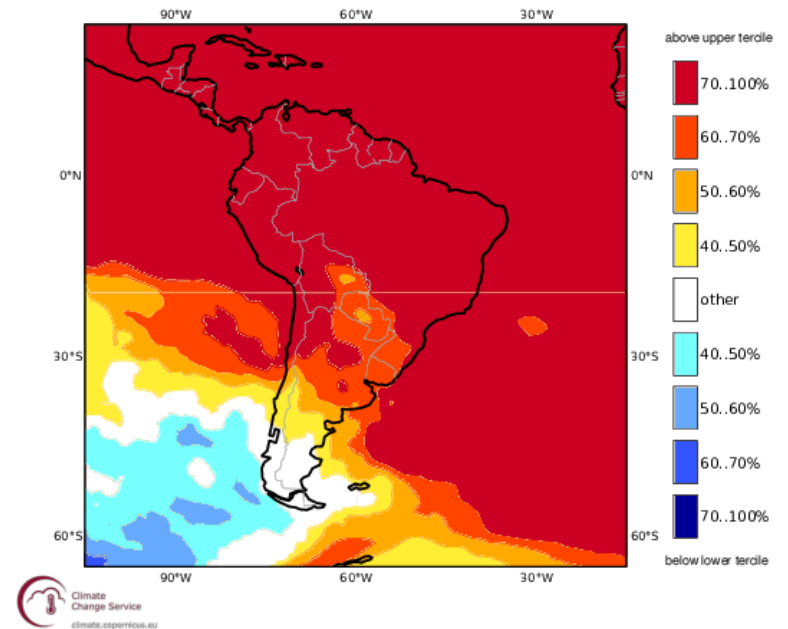 90°W 60°W 30°W
above upper tercile
70..100%
60..70%
0°N 0°N
50..60%
40..50%
other
30°S 30°S
40..50%
50..60%
60..70%
70..100%
60°S 60°S
below lower tercile
90°W 60°W 30°W
Climate
Change Service
climate.copernicus.eu